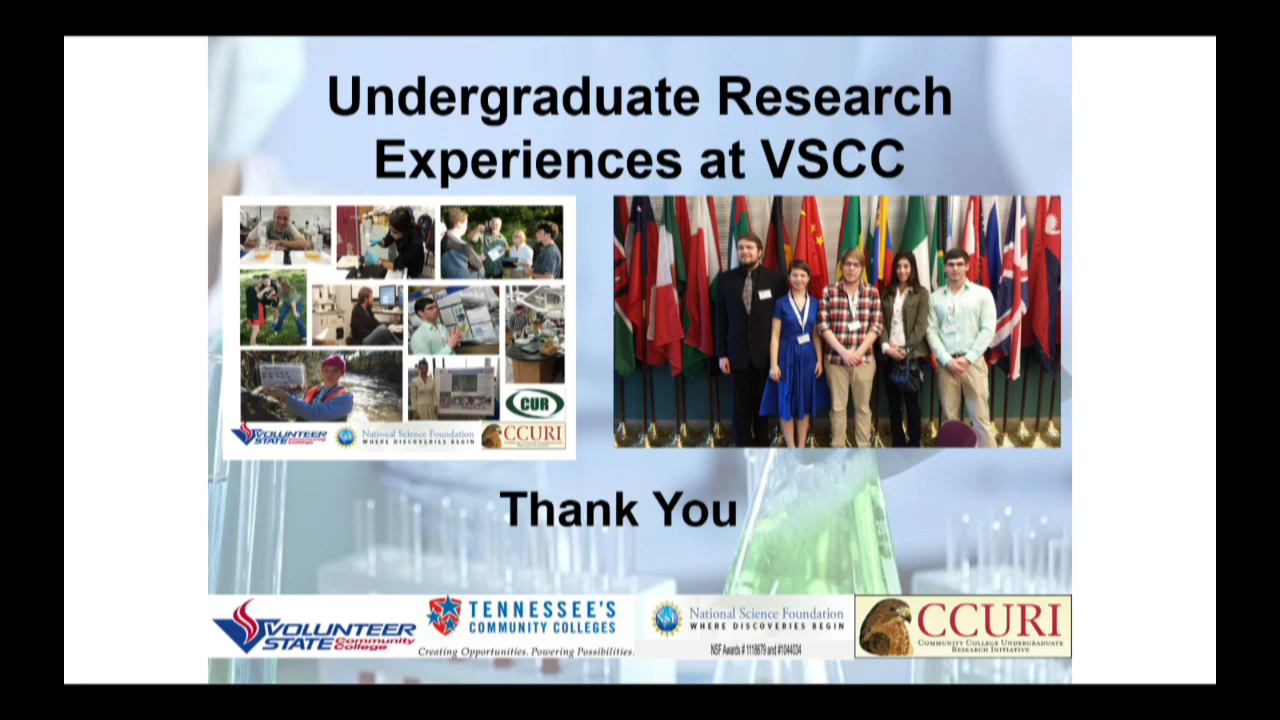 Undergraduate Research
Experiences at VSCC
CUR
VOLUNTEER
STATE Community
College
National Science Foundation
WHERE DISCOVERIES BEGIN
CCURI
Thank You
VOLUNTEER
STATE Community
College
TENNESSEE'S
COMMUNITY COLLEGES
Creating Opportunities. Powering Possibilities.
NSF
National Science Foundation
WHERE DISCOVERIES BEGIN
NSF Awards # 1118679 and #1044034
CCURI
COMMUNITY COLLEGE UNDERGRADUATE
RESEARCH INITIATIVE